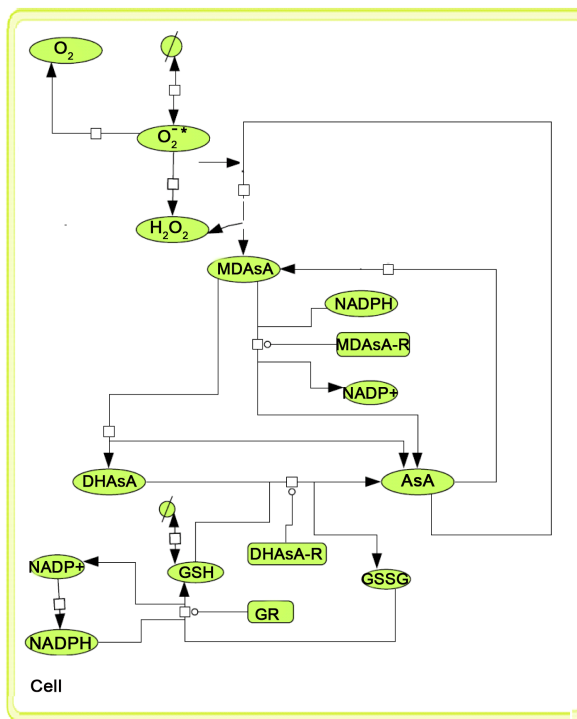 O₂
O₂⁻*
H₂O₂
MDAsA
NADPH
MDAsA-R
NADP+
DHAsA
AsA
DHAsA-R
NADP+
GSH
GSSG
GR
NADPH
Cell